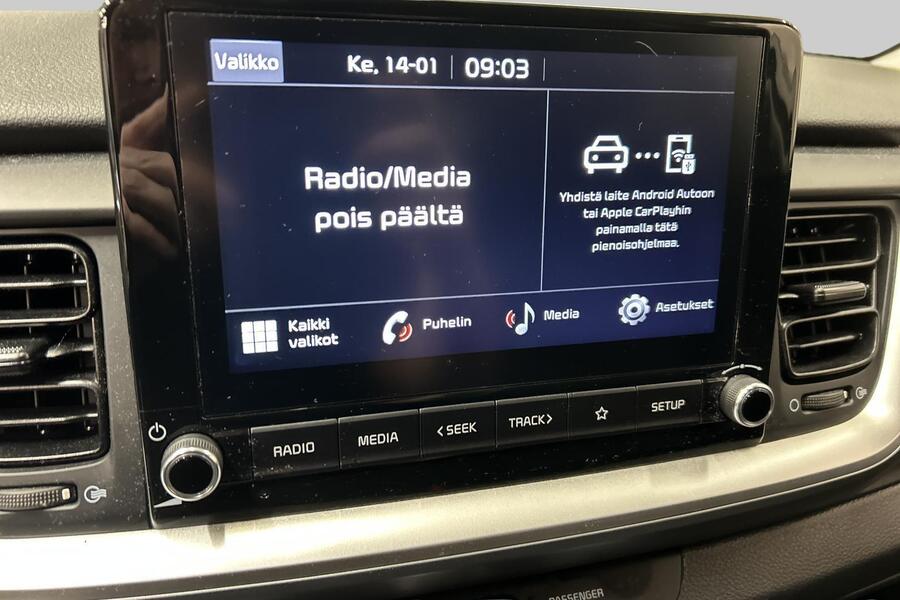 Valikko
Ke, 14-01
09:03
Radio/Media
pois päältä
Yhdistä laite Android Autoon
tai Apple CarPlayhin
painamalla tätä
pienoisohjelmaa.
Kaikki
valikot
Puhelin
Media
Asetukset
RADIO
MEDIA
<SEEK
TRACK>
SETUP
PASSENGER